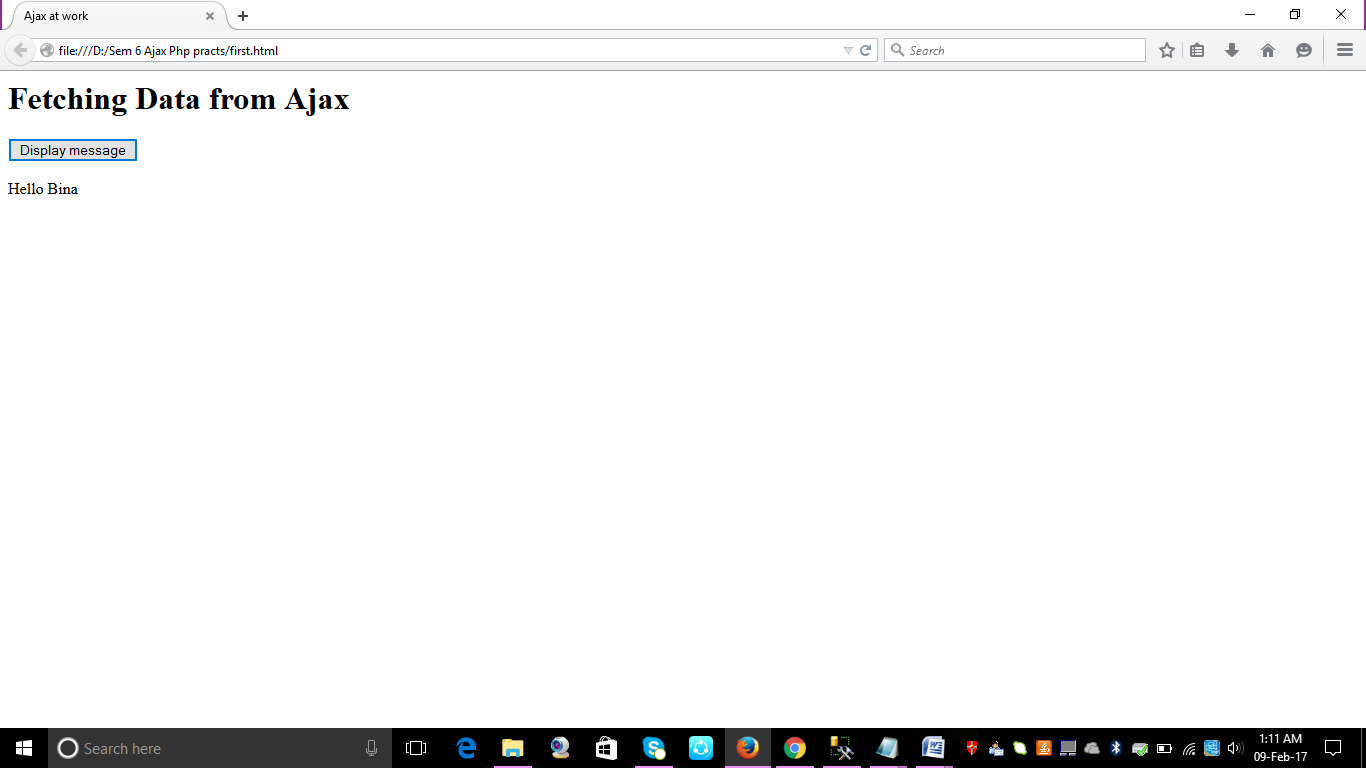 Ajax at work
file:///D:/Sem 6 Ajax Php practs/first.html
Search
Fetching Data from Ajax
Display message
Hello Bina
Search here
1:11 AM
09-Feb-17